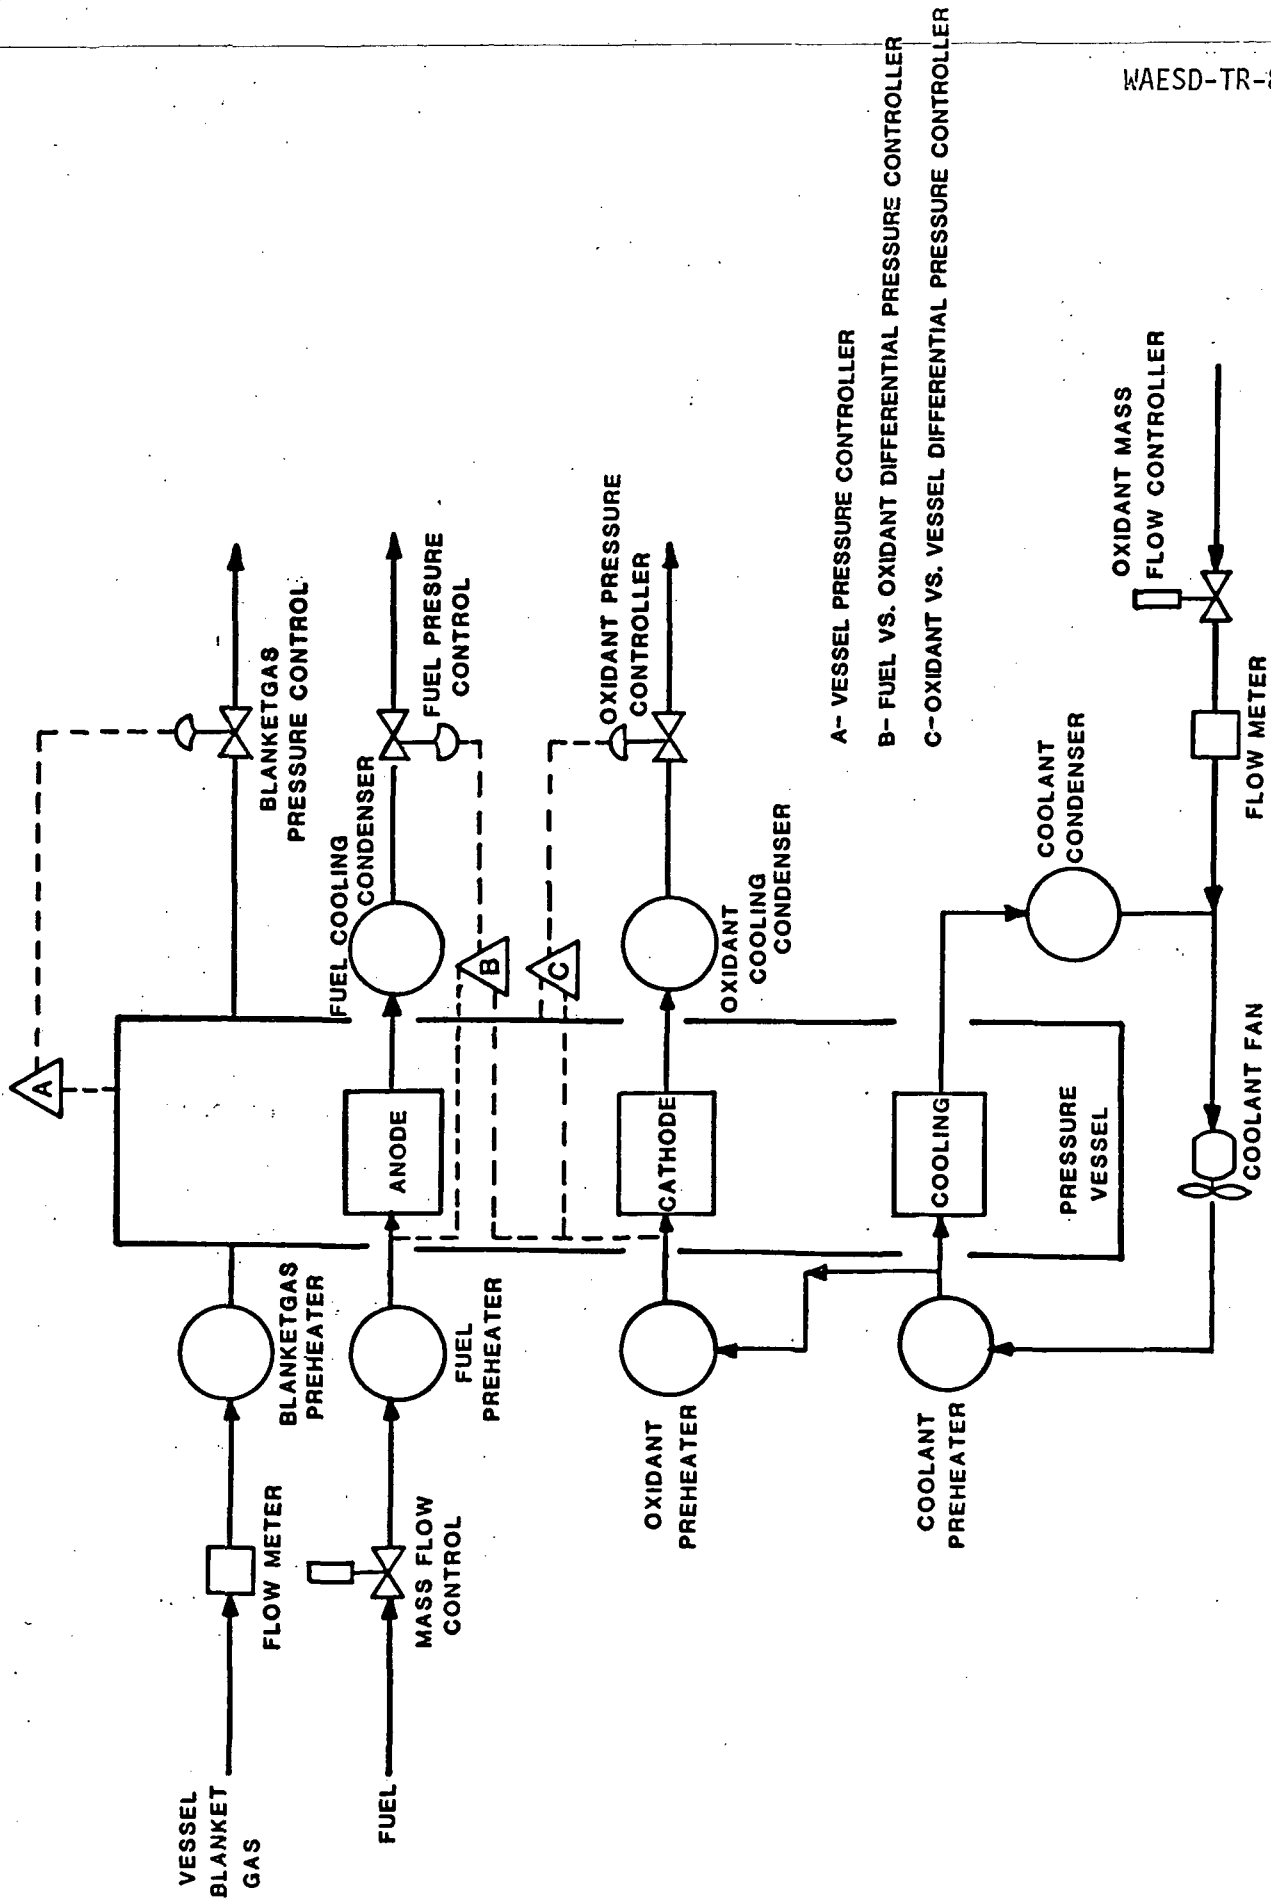 WAESD-TR-8
A
BLANKETGAS
PRESSURE CONTROL
VESSEL
BLANKET
GAS
FLOW METER
BLANKETGAS
PREHEATER
FUEL
MASS FLOW
CONTROL
FUEL
PREHEATER
ANODE
FUEL COOLING
CONDENSER
FUEL PRESURE
CONTROL
B
C
OXIDANT PRESSURE
CONTROLLER
OXIDANT
PREHEATER
CATHODE
OXIDANT
COOLING
CONDENSER
COOLANT
PREHEATER
COOLING
PRESSURE
VESSEL
COOLANT
CONDENSER
COOLANT FAN
FLOW METER
OXIDANT MASS
FLOW CONTROLLER
A- VESSEL PRESSURE CONTROLLER
B- FUEL VS. OXIDANT DIFFERENTIAL PRESSURE CONTROLLER
C-OXIDANT VS. VESSEL DIFFERENTIAL PRESSURE CONTROLLER